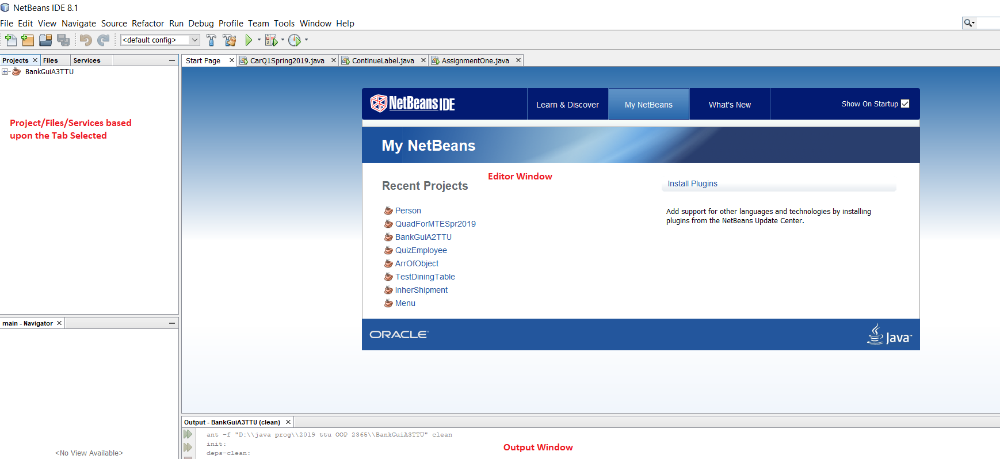 NetBeans IDE 8.1
File Edit View Navigate Source Refactor Run Debug Profile Team Tools Window Help
<default config>
Projects Files Services
BankGuiA3TTU
Project/Files/Services based
upon the Tab Selected
main - Navigator
<No View Available>
Start Page CarQ1Spring2019.java ContinueLabel.java AssignmentOne.java
NetBeans IDE Learn & Discover My NetBeans What's New Show On Startup
My NetBeans
Editor Window
Recent Projects
Person
QuadForMTESpr2019
BankGuiA2TTU
QuizEmployee
ArrOfObject
TestDiningTable
InherShipment
Menu
Install Plugins
Add support for other languages and technologies by installing
plugins from the NetBeans Update Center.
ORACLE Java
Output - BankGuiA3TTU (clean)
ant -f "D:\\java prog\\2019 ttu OOP 2365\\BankGuiA3TTU" clean
init:
deps-clean:
Output Window